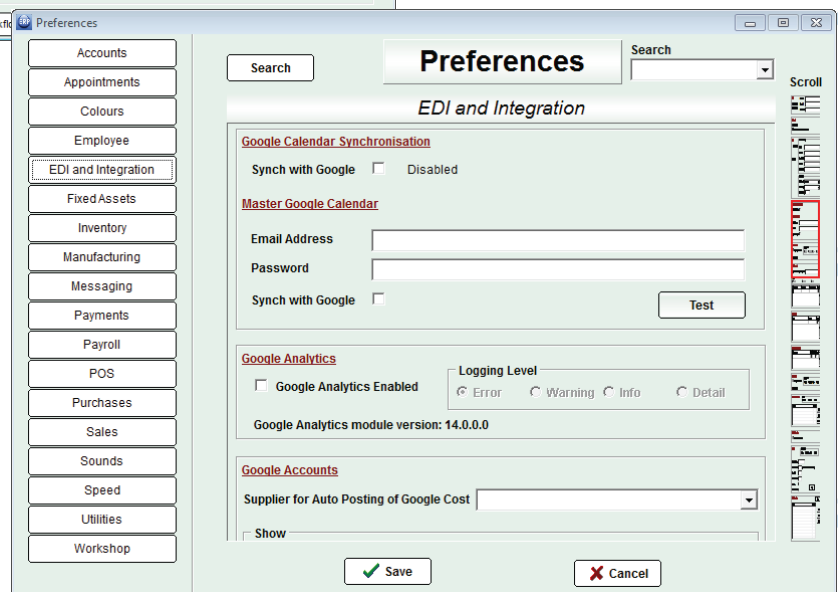 Preferences
Accounts
Appointments
Colours
Employee
EDI and Integration
Fixed Assets
Inventory
Manufacturing
Messaging
Payments
Payroll
POS
Purchases
Sales
Sounds
Speed
Utilities
Workshop
Search
Preferences
Search
Scroll
EDI and Integration
Google Calendar Synchronisation
Synch with Google Disabled
Master Google Calendar
Email Address
Password
Synch with Google
Test
Google Analytics
Google Analytics Enabled
Logging Level
Error Warning Info Detail
Google Analytics module version: 14.0.0.0
Google Accounts
Supplier for Auto Posting of Google Cost
Show
Save Cancel